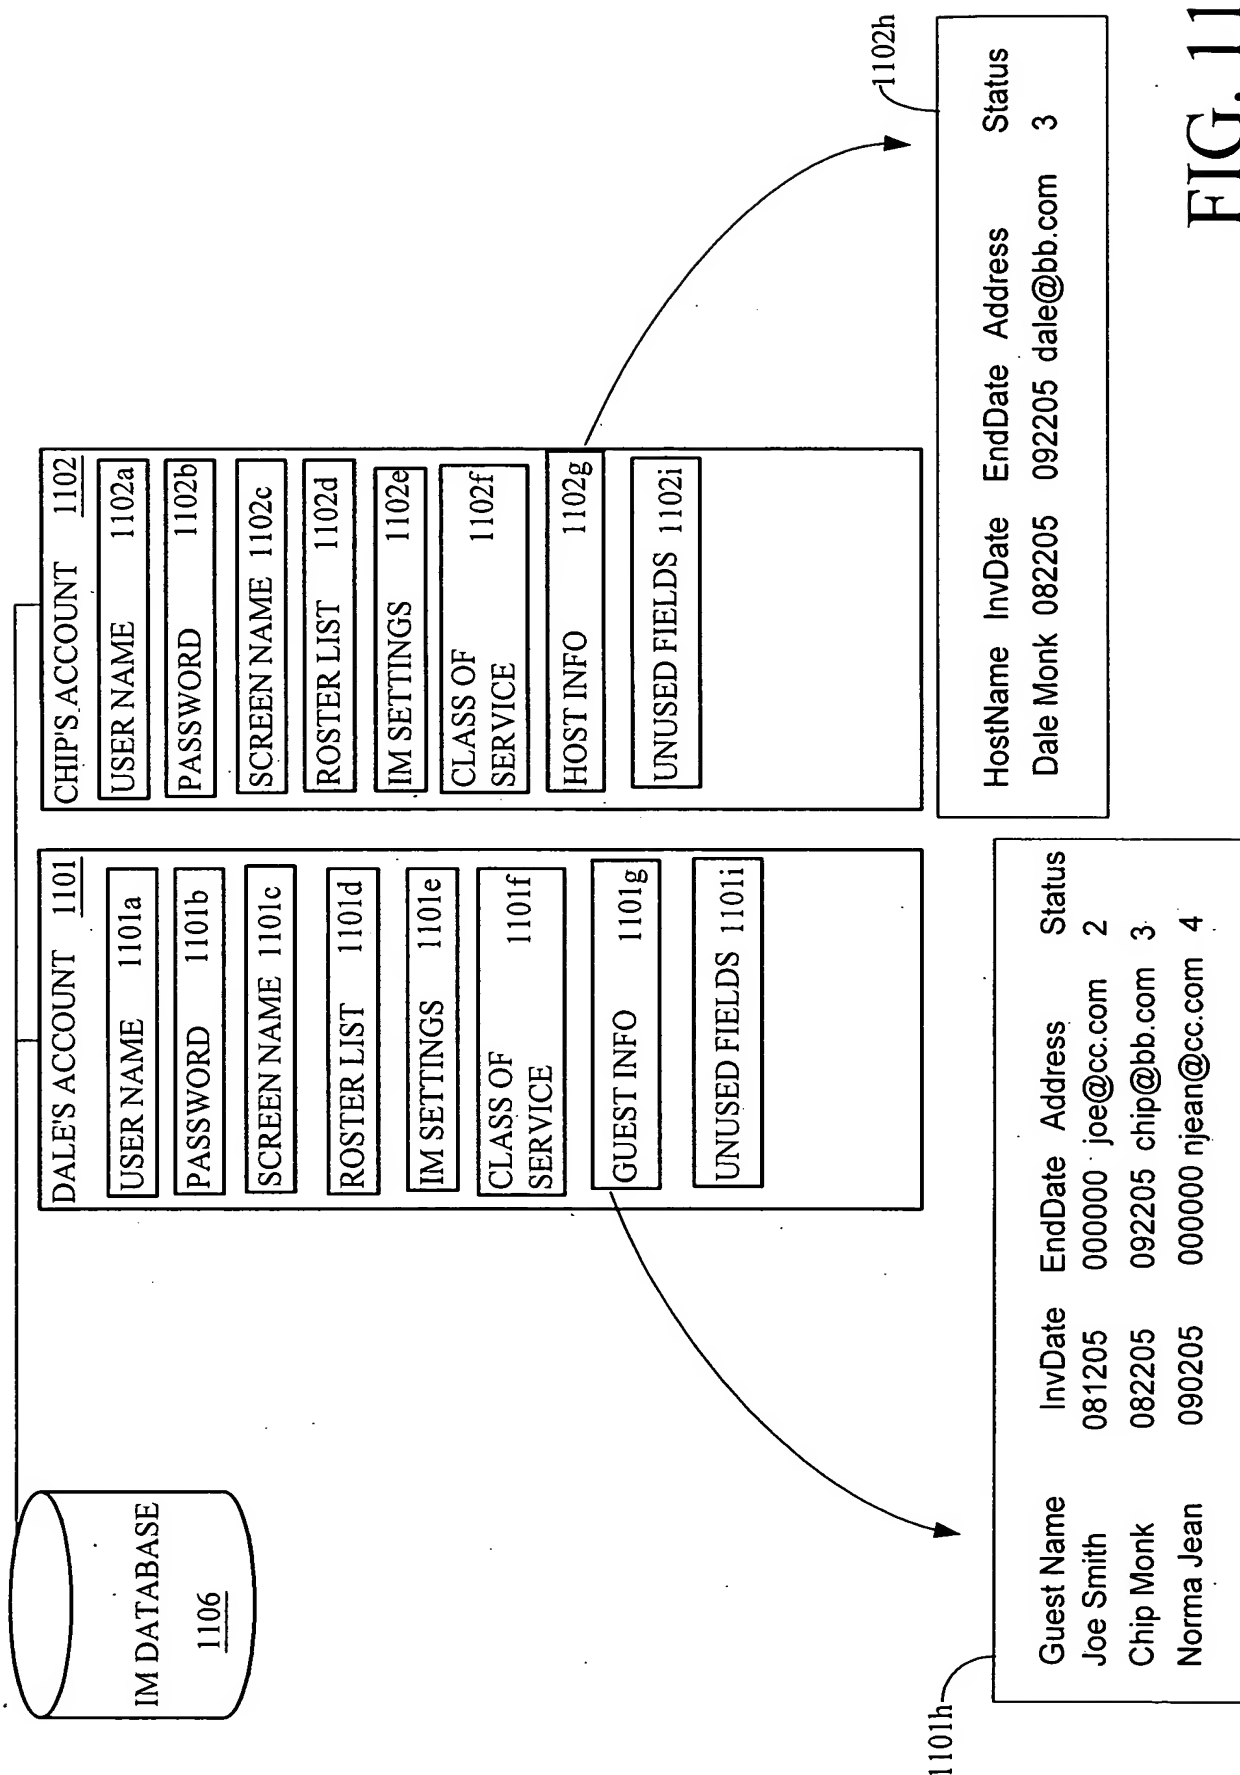 IM DATABASE
1106
DALE'S ACCOUNT 1101
USER NAME 1101a
PASSWORD 1101b
SCREEN NAME 1101c
ROSTER LIST 1101d
IM SETTINGS 1101e
CLASS OF
SERVICE 1101f
GUEST INFO 1101g
UNUSED FIELDS 1101i
CHIP'S ACCOUNT 1102
USER NAME 1102a
PASSWORD 1102b
SCREEN NAME 1102c
ROSTER LIST 1102d
IM SETTINGS 1102e
CLASS OF
SERVICE 1102f
HOST INFO 1102g
UNUSED FIELDS 1102i
1101h
Guest Name InvDate EndDate Address Status
Joe Smith 081205 000000 joe@cc.com 2
Chip Monk 082205 092205 chip@bb.com 3
Norma Jean 090205 000000 njean@cc.com 4
1102h
HostName InvDate EndDate Address Status
Dale Monk 082205 092205 dale@bb.com 3
FIG. 11